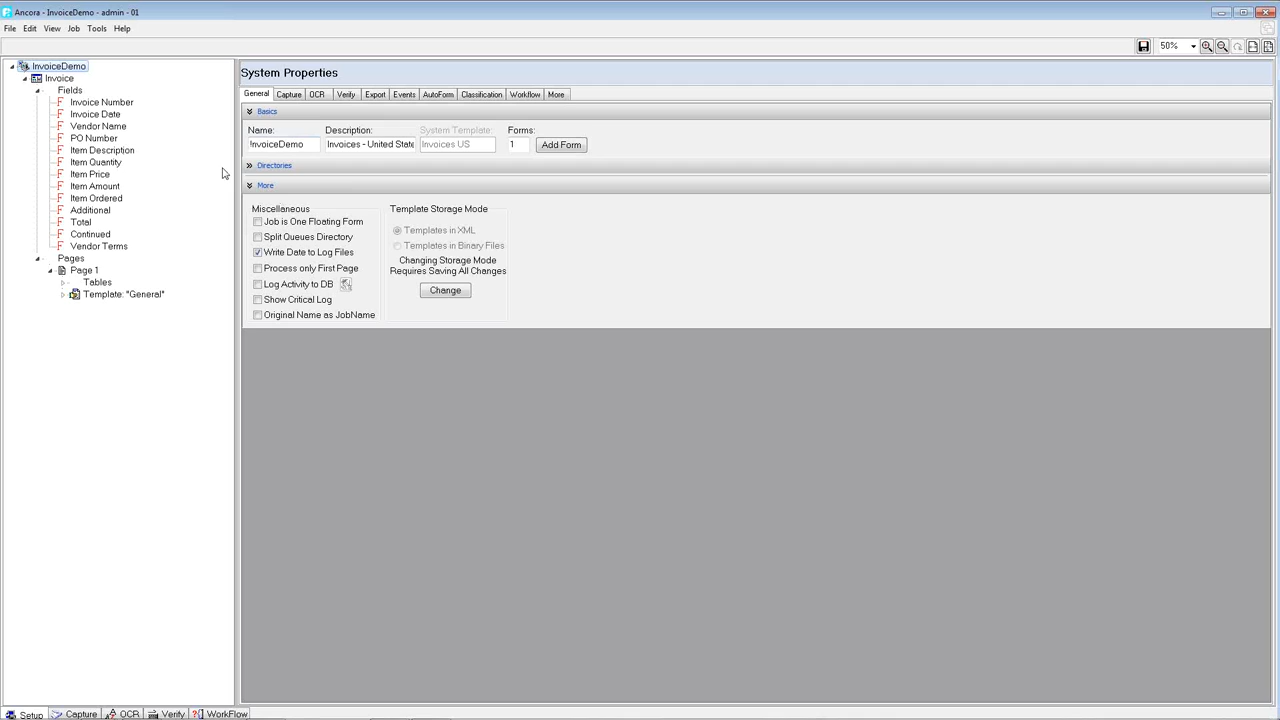 Ancora - InvoiceDemo - admin - 01
File Edit View Job Tools Help
50%
InvoiceDemo
Invoice
Fields
Invoice Number
Invoice Date
Vendor Name
PO Number
Item Description
Item Quantity
Item Price
Item Amount
Item Ordered
Additional
Total
Continued
Vendor Terms
Pages
Page 1
Tables
Template: "General"
System Properties
General Capture OCR Verify Export Events AutoForm Classification Workflow More
Basics
Name: Description: System Template: Forms:
InvoiceDemo Invoices - United State Invoices US 1 Add Form
Directories
More
Miscellaneous
Job is One Floating Form
Split Queues Directory
Write Date to Log Files
Process only First Page
Log Activity to DB
Show Critical Log
Original Name as JobName
Template Storage Mode
Templates in XML
Templates in Binary Files
Changing Storage Mode
Requires Saving All Changes
Change
Setup Capture OCR Verify WorkFlow